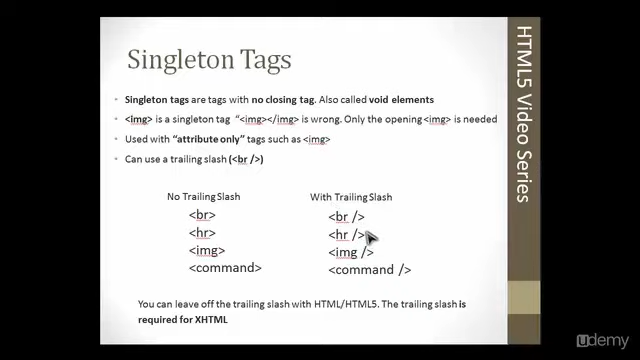 Singleton Tags
Singleton tags are tags with no closing tag. Also called void elements
<img> is a singleton tag "<img></img> is wrong. Only the opening <img> is needed
Used with “attribute only” tags such as <img>
Can use a trailing slash (<br />)
No Trailing Slash
<br>
<hr>
<img>
<command>
With Trailing Slash
<br />
<hr />
<img />
<command />
You can leave off the trailing slash with HTML/HTML5. The trailing slash is
required for XHTML
HTML5 Video Series
udemy